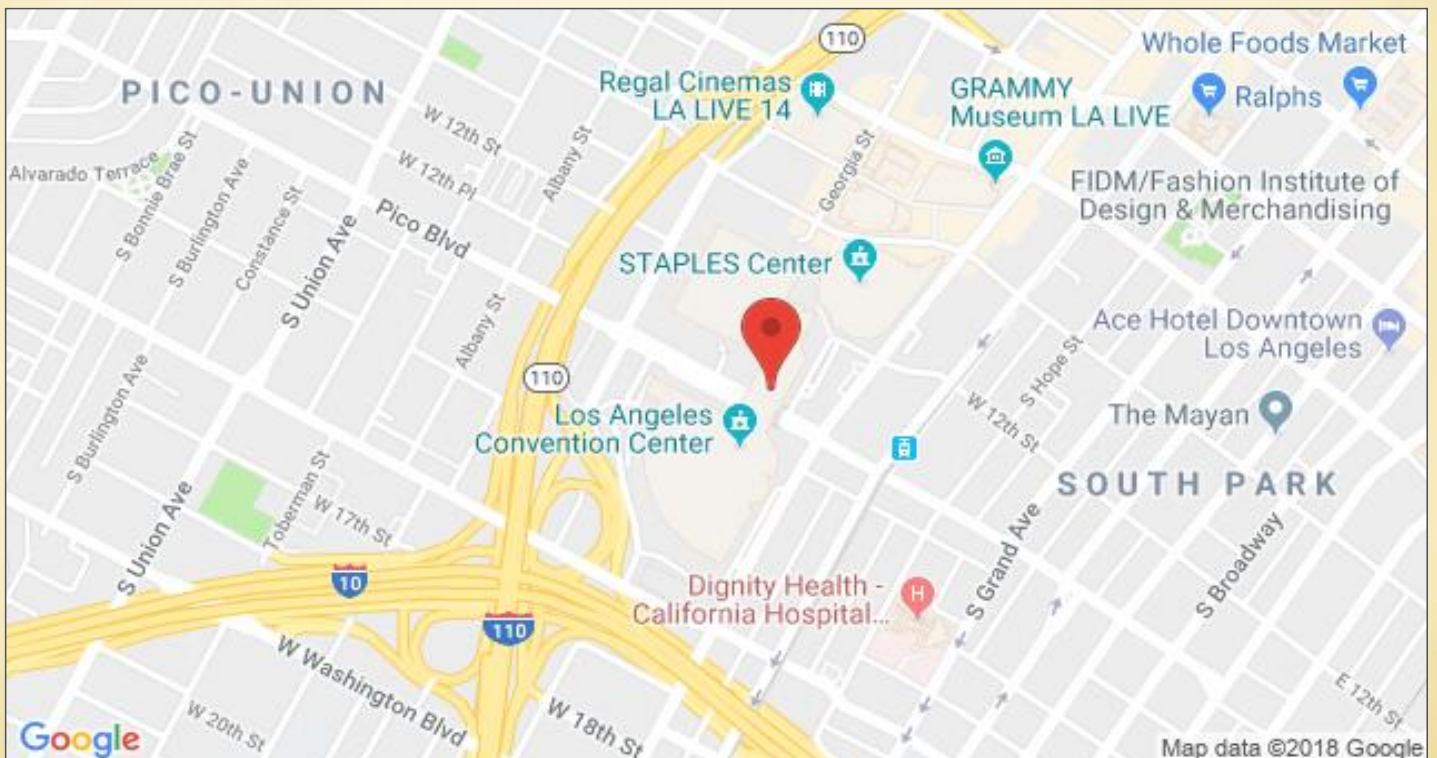 110
Whole Foods Market
Regal Cinemas
LA LIVE 14
GRAMMY
Museum LA LIVE
Ralphs
PICO-UNION
W 12th St
Albany St
Georgia St
Alvarado Terrace
S Bonnie Brae St
S Burlington Ave
Constance St
S Union Ave
W 12th Pl
Pico Blvd
FIDM/Fashion Institute of
Design & Merchandising
STAPLES Center
Albany St
Ace Hotel Downtown
Los Angeles
S Hope St
110
S Burlington Ave
Los Angeles
Convention Center
W 12th St
The Mayan
SOUTH PARK
S Union Ave
Toberman St
W 17th St
S Grand Ave
S Broadway
10
110
Dignity Health -
California Hospital...
H
W Washington Blvd
W 20th St
W 18th St
E 12th St
Google
Map data ©2018 Google